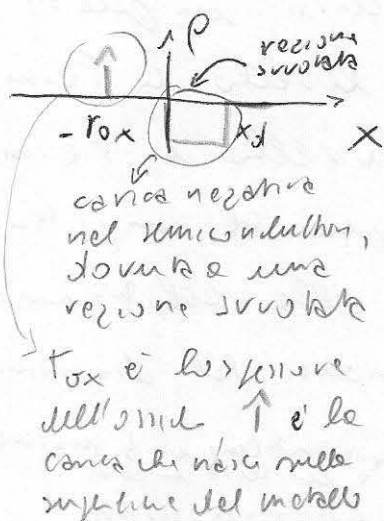 ρ
regione
svuotata
- tox
xd
x
carica negativa
nel semiconduttore,
dovuta a una
regione svuotata
tox è lo spessore
dell'ossido ↑ è la
carica che nasce sulla
superficie del metallo